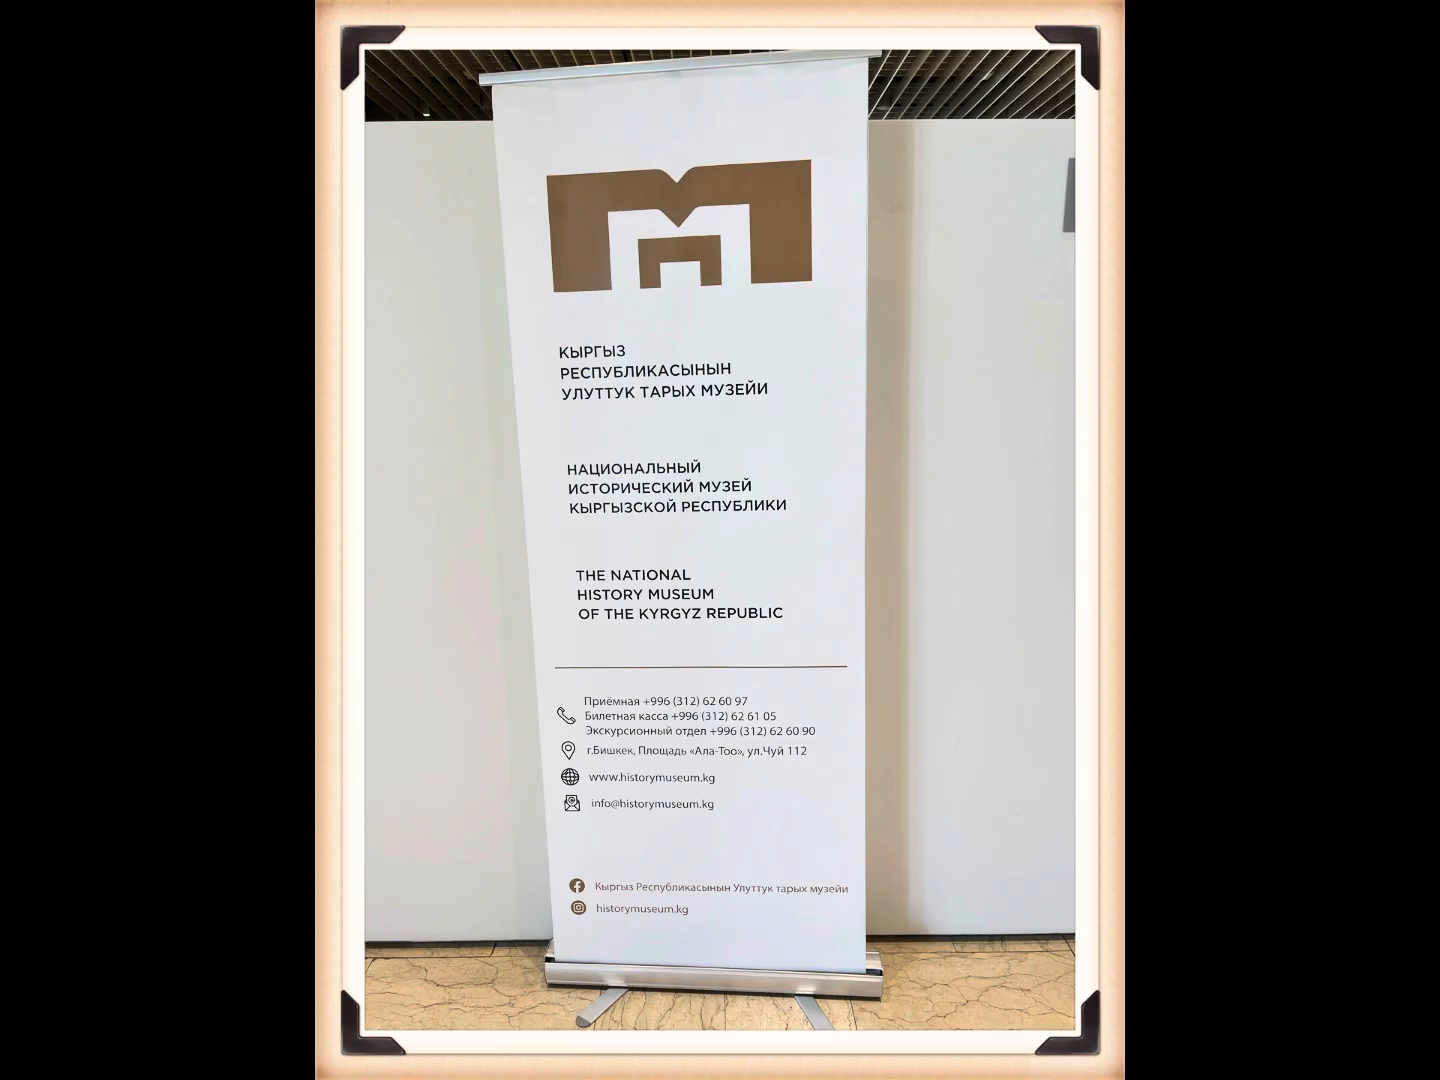 КЫРГЫЗ
РЕСПУБЛИКАСЫНЫН
УЛУТТУК ТАРЫХ МУЗЕЙИ
НАЦИОНАЛЬНЫЙ
ИСТОРИЧЕСКИЙ МУЗЕЙ
КЫРГЫЗСКОЙ РЕСПУБЛИКИ
THE NATIONAL
HISTORY MUSEUM
OF THE KYRGYZ REPUBLIC
Приёмная +996 (312) 62 60 97
Билетная касса +996 (312) 62 61 05
Экскурсионный отдел +996 (312) 62 60 90
г.Бишкек, Площадь «Ала-Тоо», ул.Чуй 112
www.historymuseum.kg
info@historymuseum.kg
Кыргыз Республикасынын Улуттук тарых музейи
historymuseum.kg